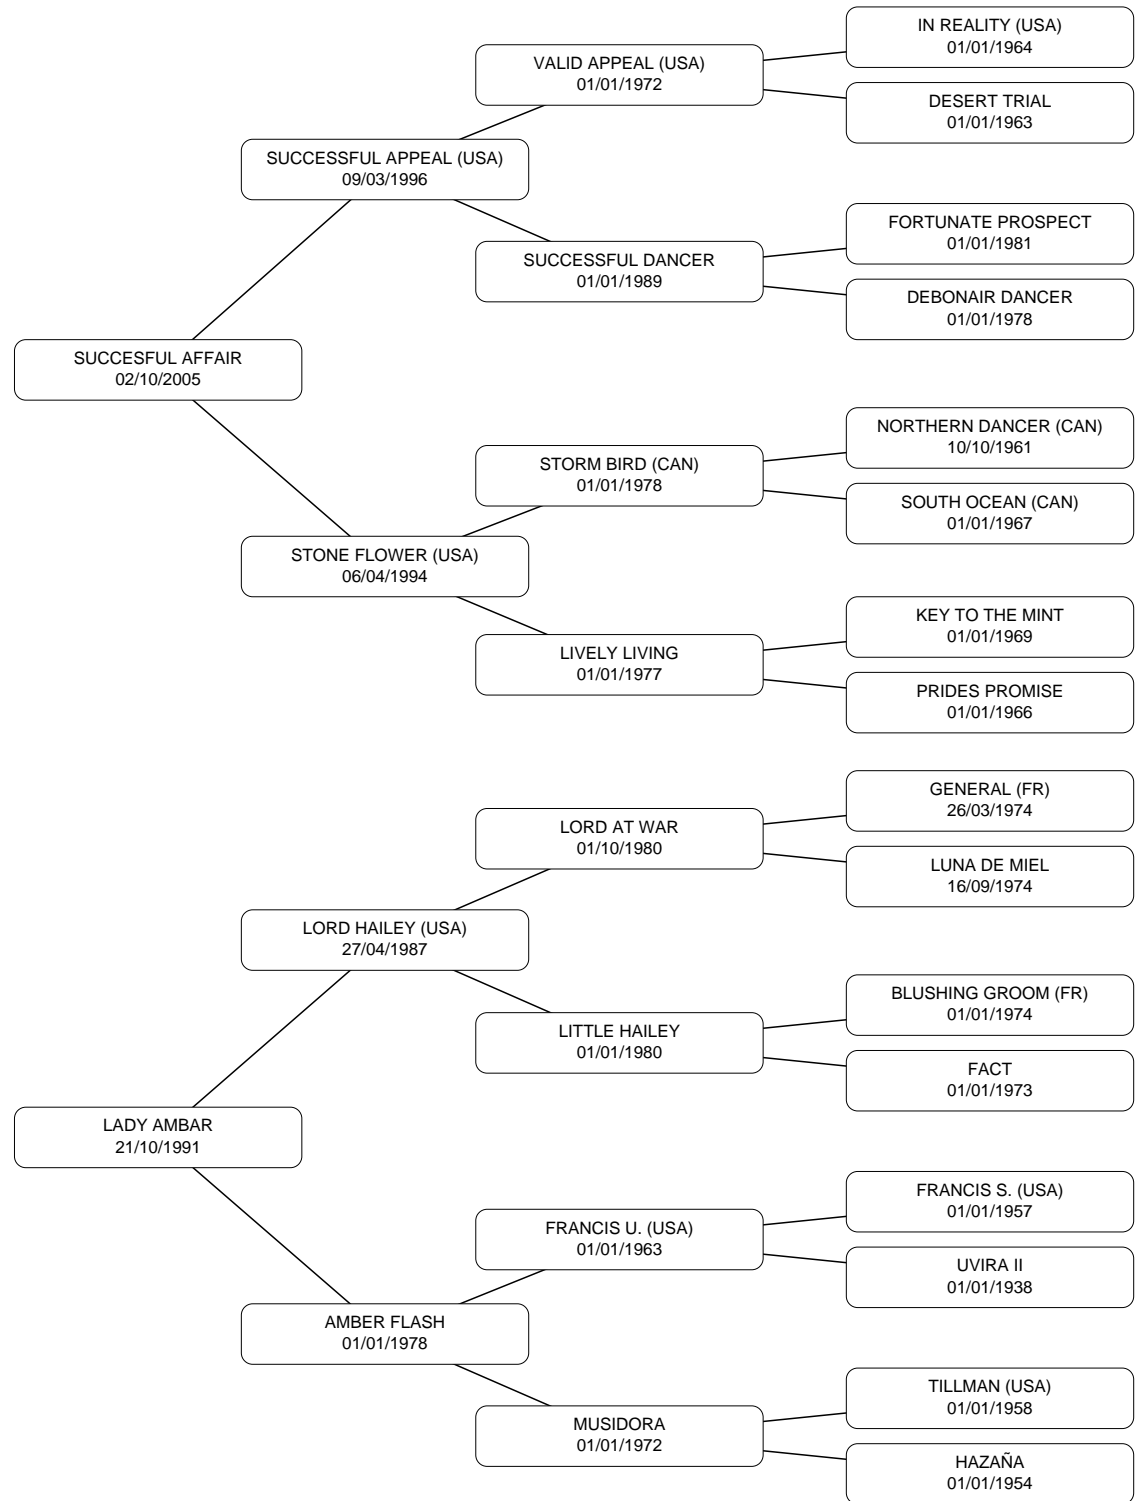 IN REALITY (USA)
01/01/1964
VALID APPEAL (USA)
01/01/1972
DESERT TRIAL
01/01/1963
SUCCESSFUL APPEAL (USA)
09/03/1996
FORTUNATE PROSPECT
01/01/1981
SUCCESSFUL DANCER
01/01/1989
DEBONAIR DANCER
01/01/1978
SUCCESFUL AFFAIR
02/10/2005
NORTHERN DANCER (CAN)
10/10/1961
STORM BIRD (CAN)
01/01/1978
SOUTH OCEAN (CAN)
01/01/1967
STONE FLOWER (USA)
06/04/1994
KEY TO THE MINT
01/01/1969
LIVELY LIVING
01/01/1977
PRIDES PROMISE
01/01/1966
GENERAL (FR)
26/03/1974
LORD AT WAR
01/10/1980
LUNA DE MIEL
16/09/1974
LORD HAILEY (USA)
27/04/1987
BLUSHING GROOM (FR)
01/01/1974
LITTLE HAILEY
01/01/1980
FACT
01/01/1973
LADY AMBAR
21/10/1991
FRANCIS S. (USA)
01/01/1957
FRANCIS U. (USA)
01/01/1963
UVIRA II
01/01/1938
AMBER FLASH
01/01/1978
TILLMAN (USA)
01/01/1958
MUSIDORA
01/01/1972
HAZAÑA
01/01/1954